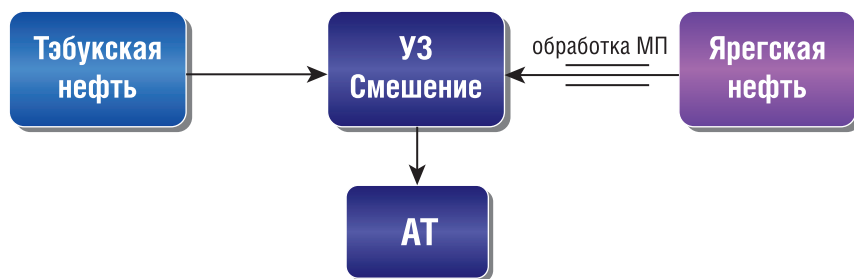 Тэбукская
нефть
УЗ
Смешение
обработка МП
Ярегская
нефть
АТ